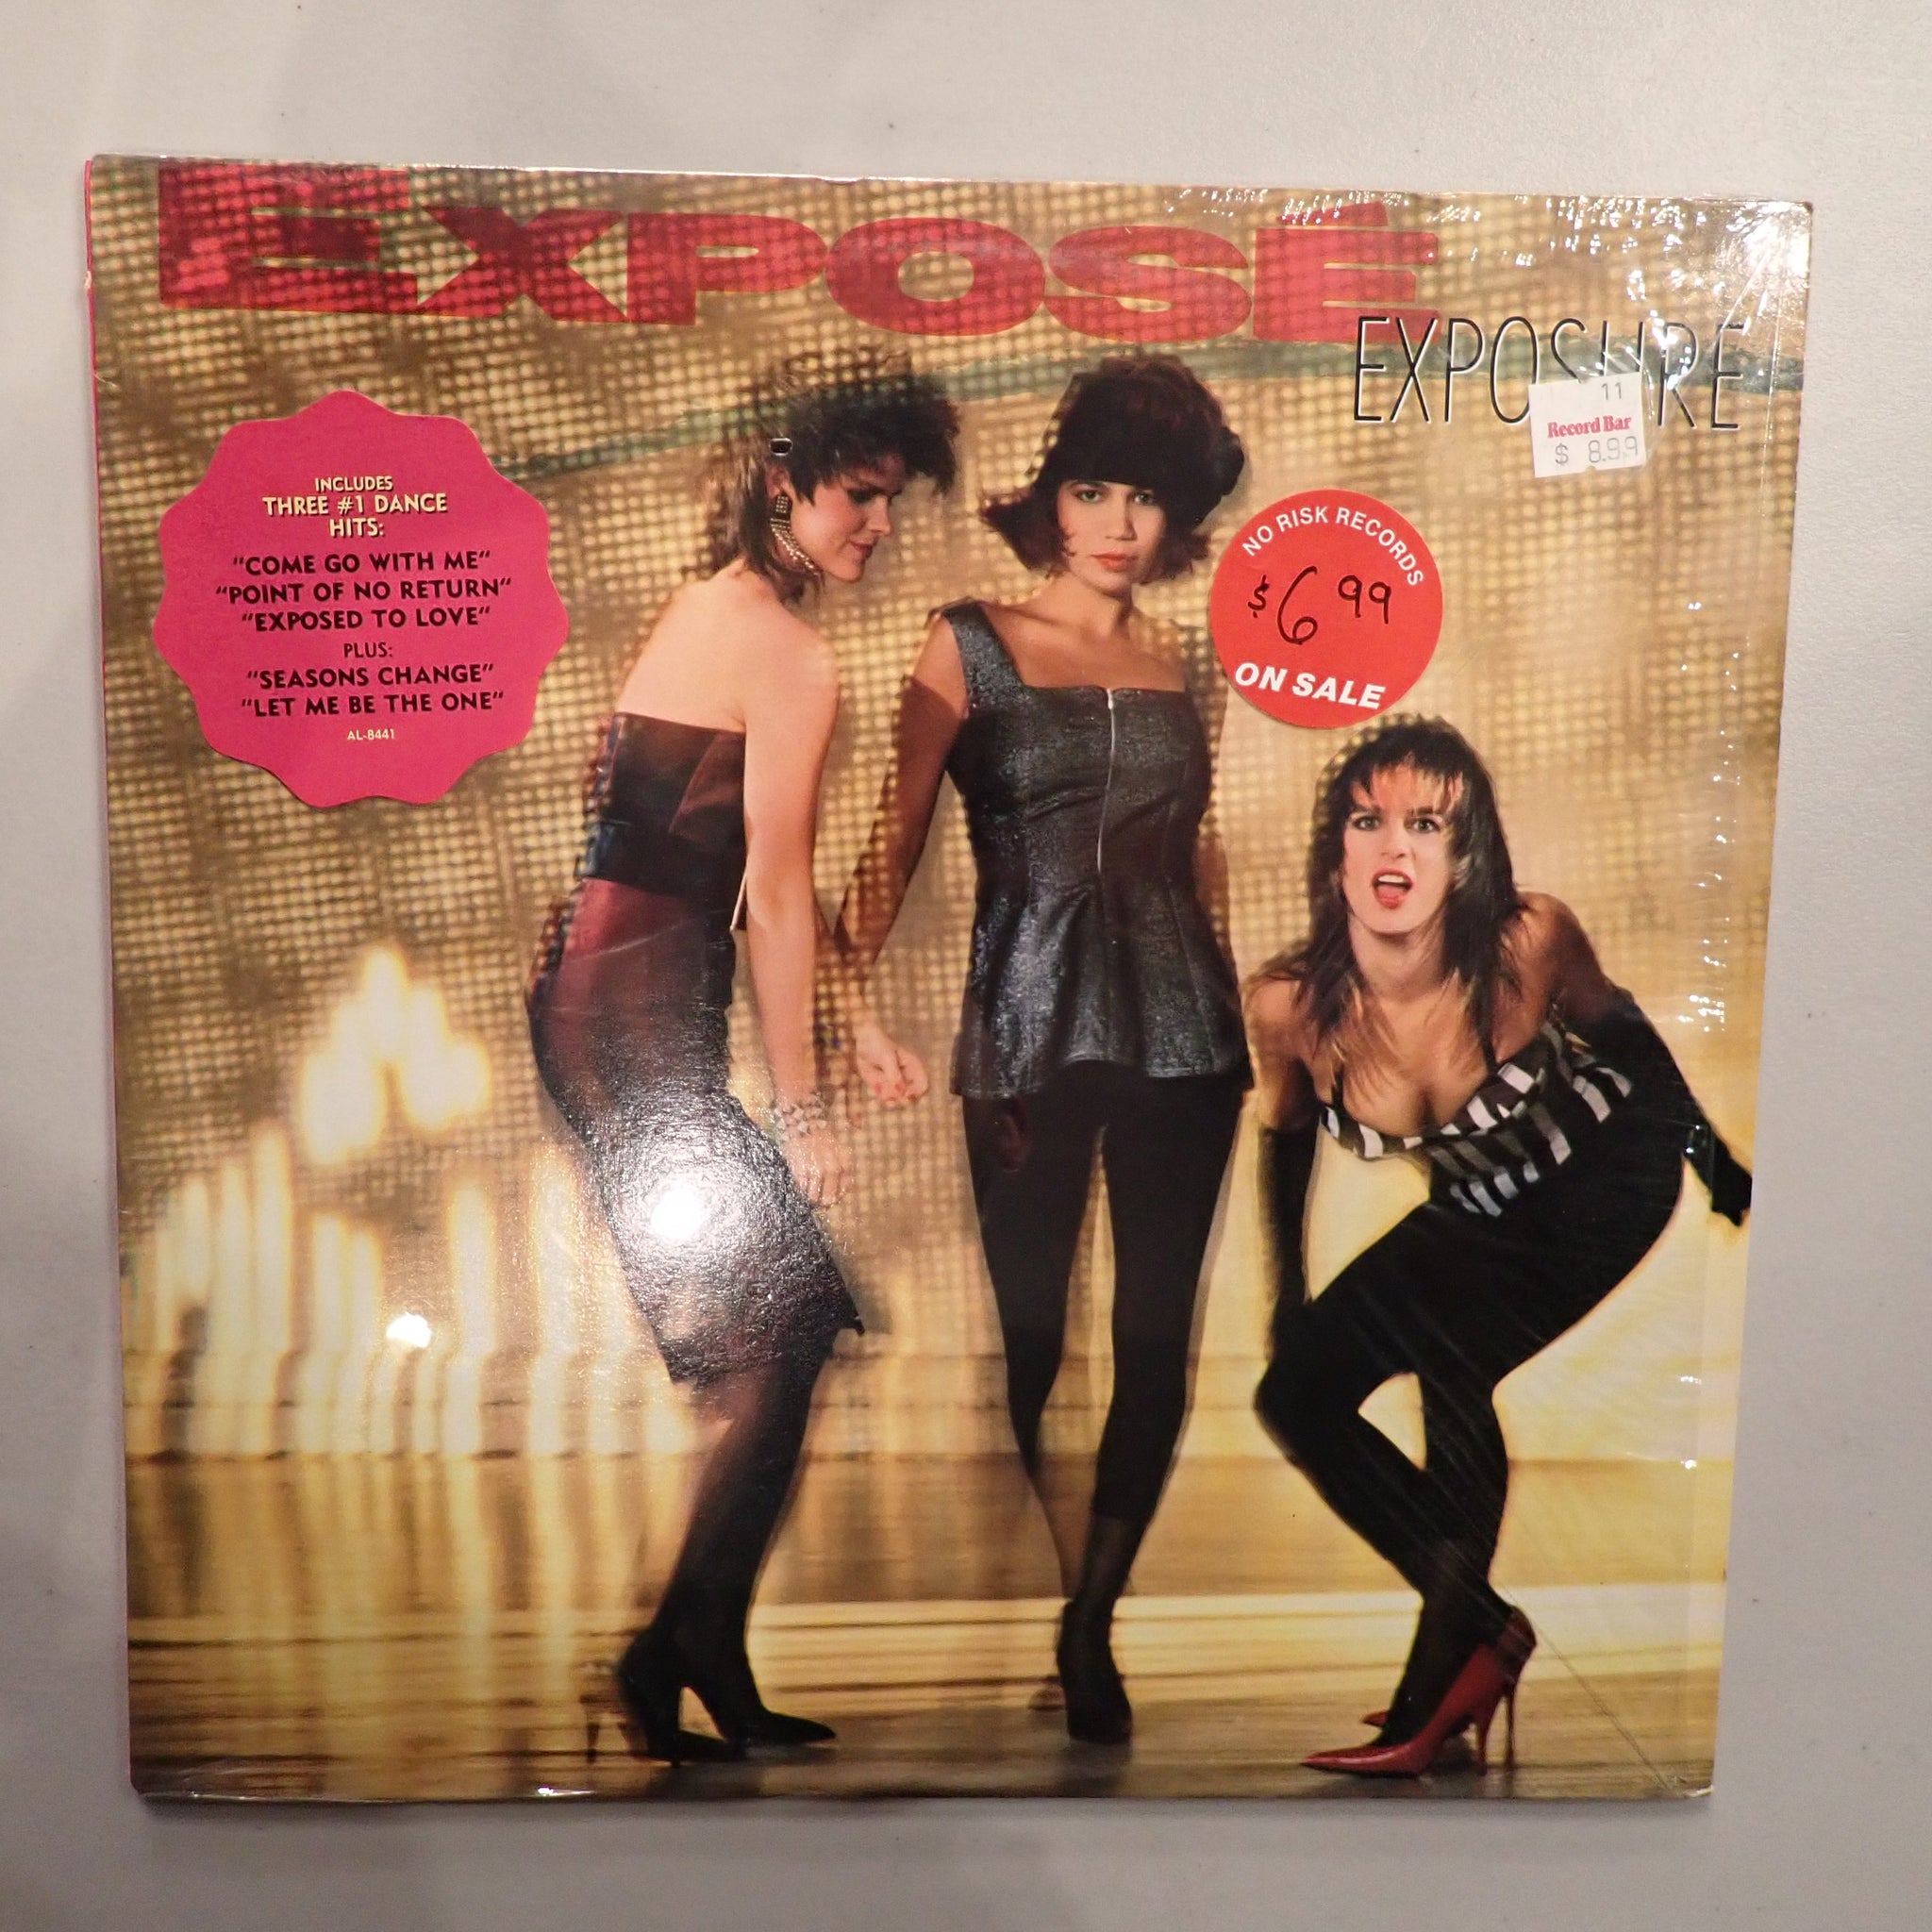 EXPOSÉ
EXPOSURE
11
Record Bar
$ 8.99
INCLUDES
THREE #1 DANCE
HITS:
"COME GO WITH ME"
"POINT OF NO RETURN"
"EXPOSED TO LOVE"
PLUS:
"SEASONS CHANGE"
"LET ME BE THE ONE"
AL-8441
NO RISK RECORDS
$6 99
ON SALE